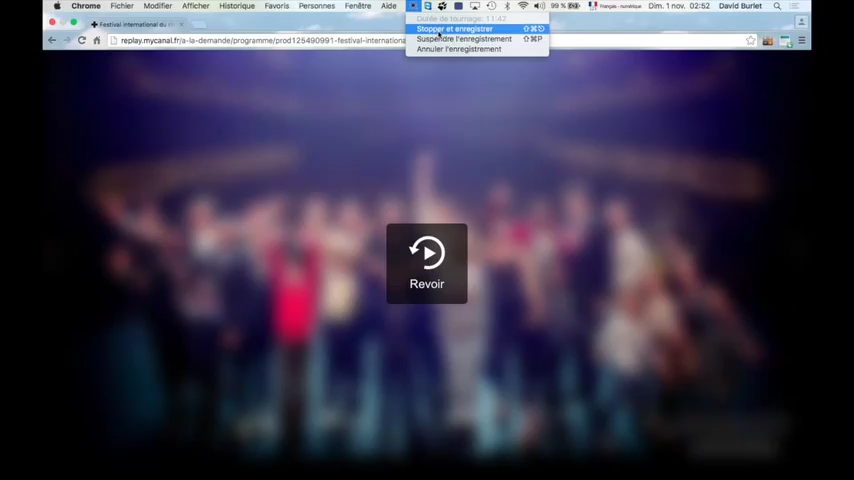 Chrome Fichier Modifier Afficher Historique Favoris Personnes Fenêtre Aide 99 % Français - numérique Dim. 1 nov. 02:52 David Burlet
Durée de tournage: 11:42
Festival international du
Stopper et enregistrer
replay.mycanal.fr/a-la-demande/programme/prod125490991-festival-internationa
Suspendre l'enregistrement
Annuler l'enregistrement
Revoir